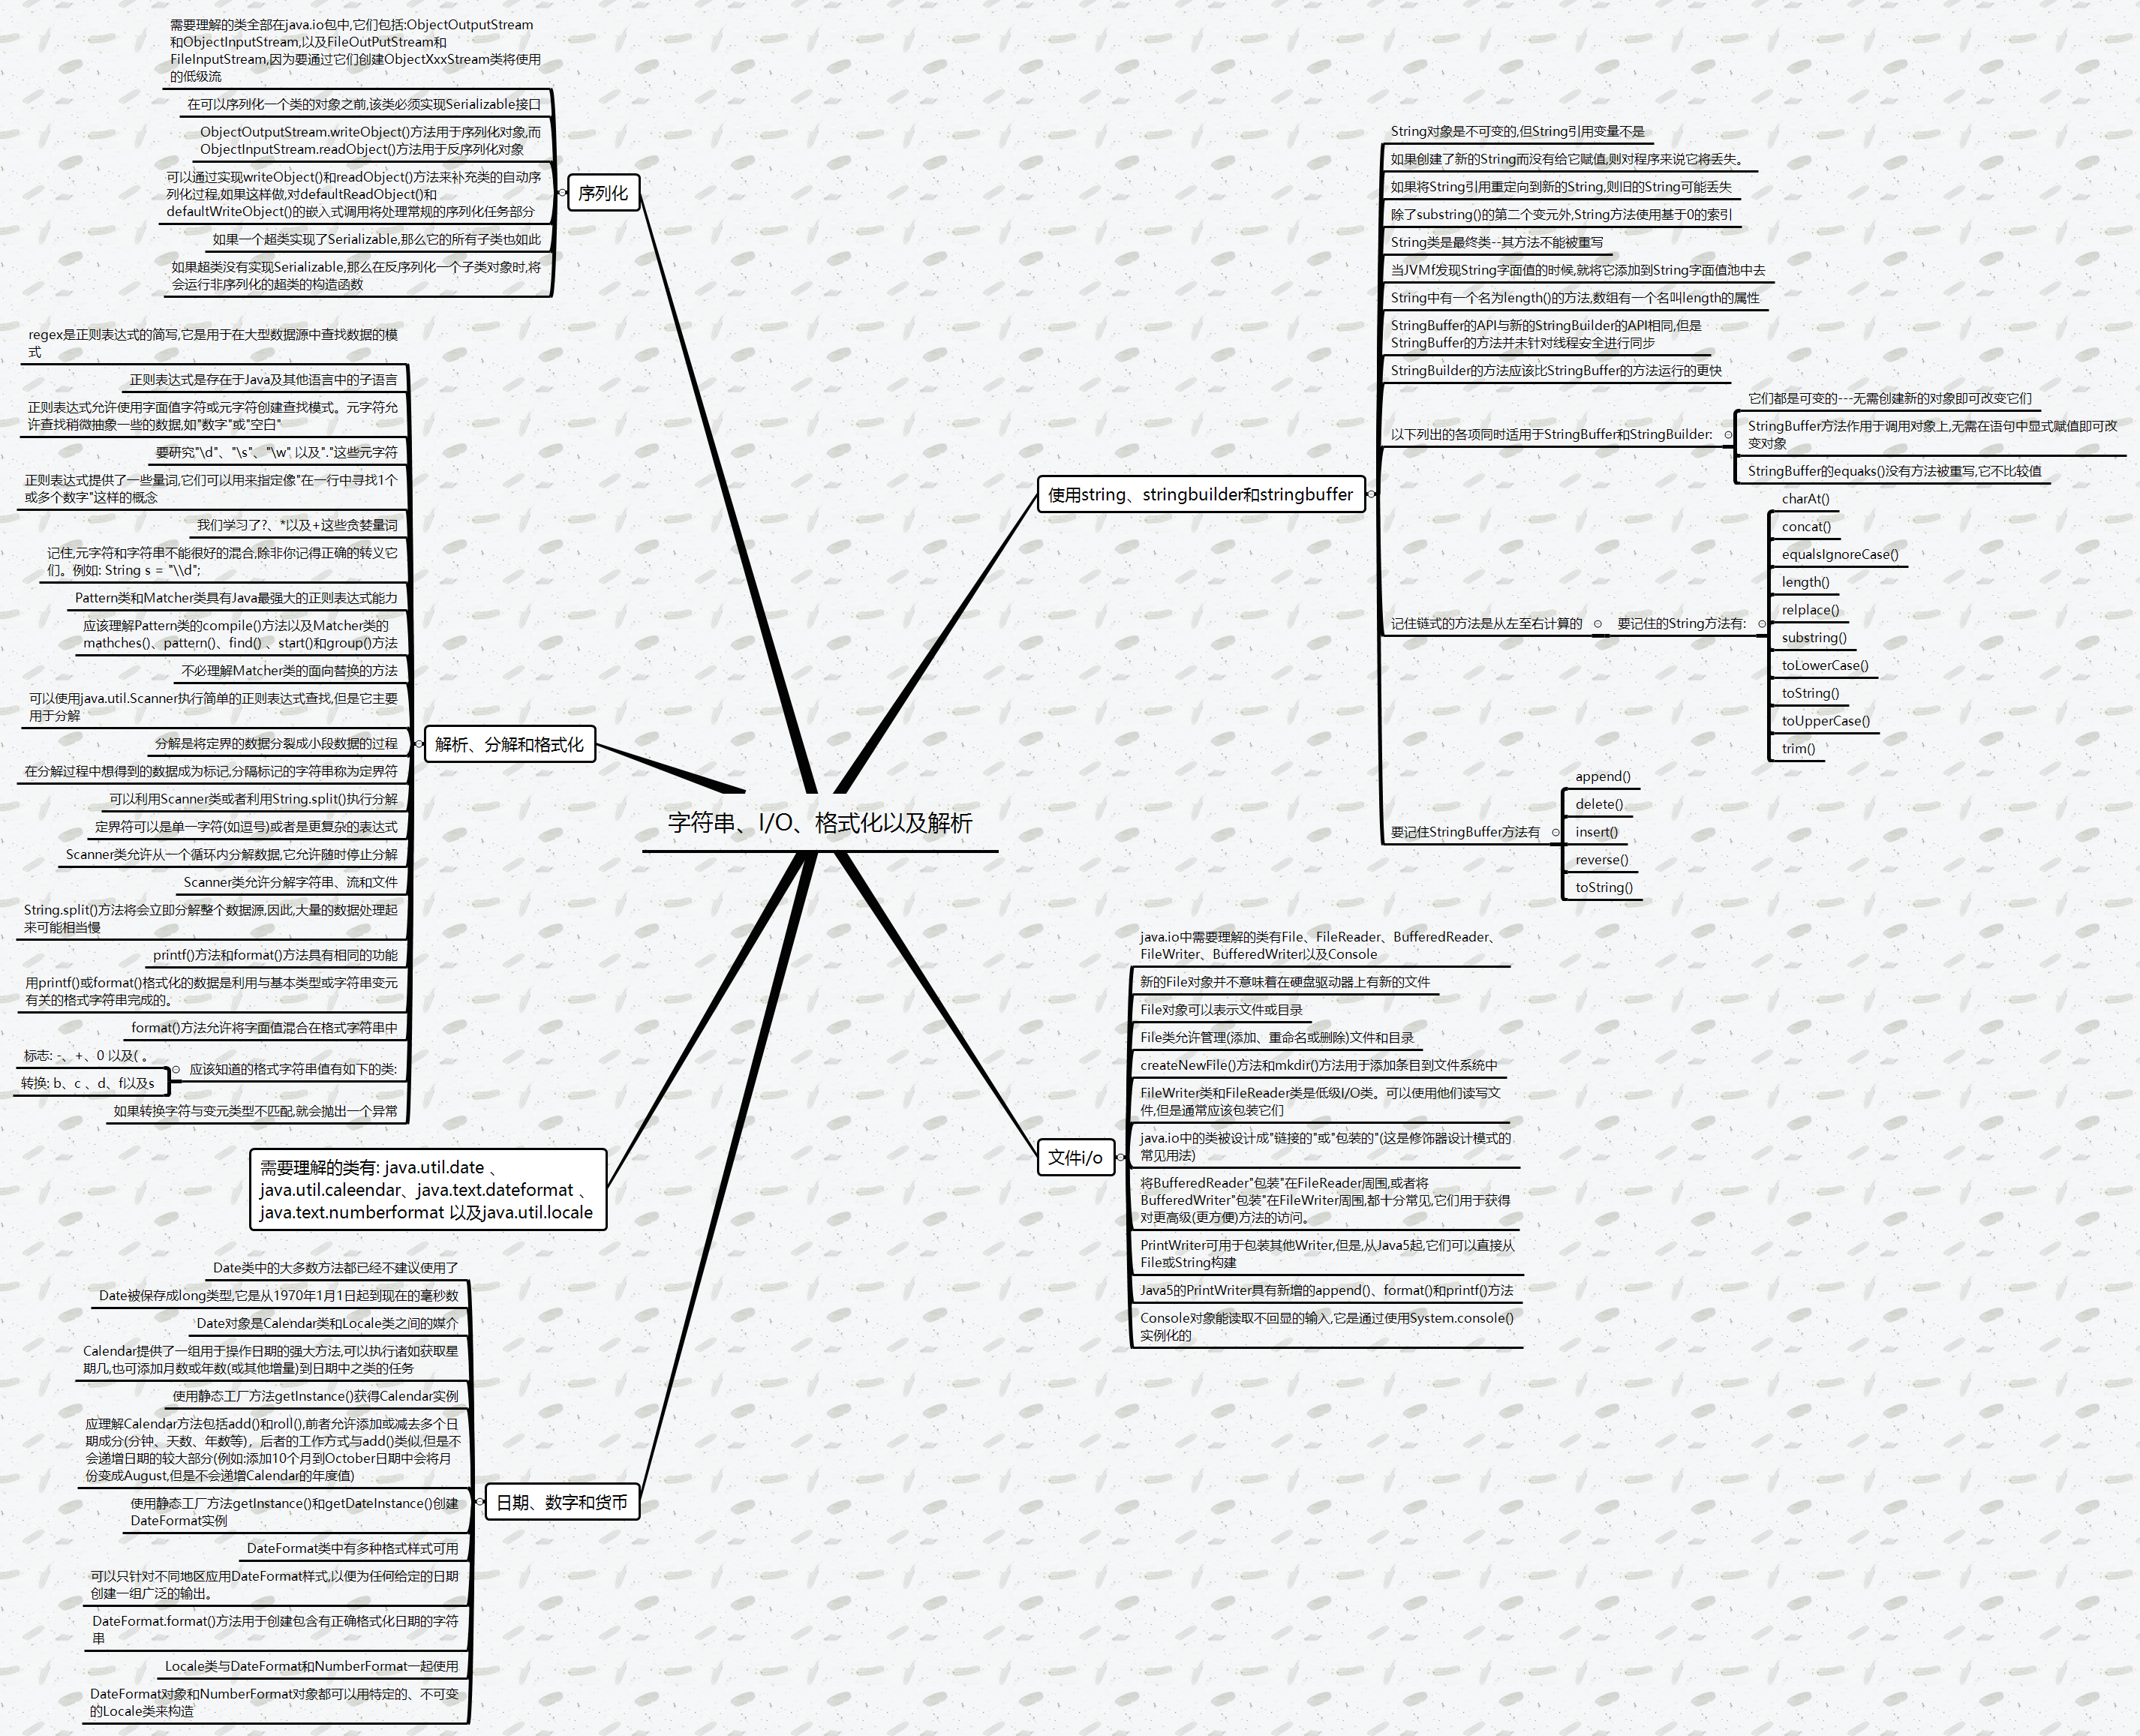 字符串、I/O、格式化以及解析
使用string、stringbuilder和stringbuffer
String对象是不可变的,但String引用变量不是
如果创建了新的String而没有给它赋值,则对程序来说它将丢失。
如果将String引用重定向到新的String,则旧的String可能丢失
除了substring()的第二个变元外,String方法使用基于0的索引
String类是最终类--其方法不能被重写
当JVMf发现String字面值的时候,就将它添加到String字面值池中去
String中有一个名为length()的方法,数组有一个名叫length的属性
StringBuffer的API与新的StringBuilder的API相同,但是
StringBuffer的方法并未针对线程安全进行同步
StringBuilder的方法应该比StringBuffer的方法运行的更快
以下列出的各项同时适用于StringBuffer和StringBuilder:
它们都是可变的---无需创建新的对象即可改变它们
StringBuffer方法作用于调用对象上,无需在语句中显式赋值即可改
变对象
StringBuffer的equaks()没有方法被重写,它不比较值
记住链式的方法是从左至右计算的
要记住的String方法有:
charAt()
concat()
equalsIgnoreCase()
length()
relplace()
substring()
toLowerCase()
toString()
toUpperCase()
trim()
要记住StringBuffer方法有
append()
delete()
insert()
reverse()
toString()
文件i/o
java.io中需要理解的类有File、FileReader、BufferedReader、
FileWriter、BufferedWriter以及Console
新的File对象并不意味着在硬盘驱动器上有新的文件
File对象可以表示文件或目录
File类允许管理(添加、重命名或删除)文件和目录
createNewFile()方法和mkdir()方法用于添加条目到文件系统中
FileWriter类和FileReader类是低级I/O类。可以使用他们读写文
件,但是通常应该包装它们
java.io中的类被设计成"链接的"或"包装的"(这是修饰器设计模式的
常见用法)
将BufferedReader"包装"在FileReader周围,或者将
BufferedWriter"包装"在FileWriter周围,都十分常见,它们用于获得
对更高级(更方便)方法的访问。
PrintWriter可用于包装其他Writer,但是,从Java5起,它们可以直接从
File或String构建
Java5的PrintWriter具有新增的append()、format()和printf()方法
Console对象能读取不回显的输入,它是通过使用System.console()
实例化的
序列化
需要理解的类全部在java.io包中,它们包括:ObjectOutputStream
和ObjectInputStream,以及FileOutPutStream和
FileInputStream,因为要通过它们创建ObjectXxxStream类将使用
的低级流
在可以序列化一个类的对象之前,该类必须实现Serializable接口
ObjectOutputStream.writeObject()方法用于序列化对象,而
ObjectInputStream.readObject()方法用于反序列化对象
可以通过实现writeObject()和readObject()方法来补充类的自动序
列化过程,如果这样做,对defaultReadObject()和
defaultWriteObject()的嵌入式调用将处理常规的序列化任务部分
如果一个超类实现了Serializable,那么它的所有子类也如此
如果超类没有实现Serializable,那么在反序列化一个子类对象时,将
会运行非序列化的超类的构造函数
解析、分解和格式化
regex是正则表达式的简写,它是用于在大型数据源中查找数据的模
式
正则表达式是存在于Java及其他语言中的子语言
正则表达式允许使用字面值字符或元字符创建查找模式。元字符允
许查找稍微抽象一些的数据,如"数字"或"空白"
要研究"\d"、"\s"、"\w" 以及"."这些元字符
正则表达式提供了一些量词,它们可以用来指定像"在一行中寻找1个
或多个数字"这样的概念
我们学习了?、*以及+这些贪婪量词
记住,元字符和字符串不能很好的混合,除非你记得正确的转义它
们。例如: String s = "\\d";
Pattern类和Matcher类具有Java最强大的正则表达式能力
应该理解Pattern类的compile()方法以及Matcher类的
mathches()、pattern()、find() 、start()和group()方法
不必理解Matcher类的面向替换的方法
可以使用java.util.Scanner执行简单的正则表达式查找,但是它主要
用于分解
分解是将定界的数据分裂成小段数据的过程
在分解过程中想得到的数据成为标记,分隔标记的字符串称为定界符
可以利用Scanner类或者利用String.split()执行分解
定界符可以是单一字符(如逗号)或者是更复杂的表达式
Scanner类允许从一个循环内分解数据,它允许随时停止分解
Scanner类允许分解字符串、流和文件
String.split()方法将会立即分解整个数据源,因此,大量的数据处理起
来可能相当慢
printf()方法和format()方法具有相同的功能
用printf()或format()格式化的数据是利用与基本类型或字符串变元
有关的格式字符串完成的。
format()方法允许将字面值混合在格式字符串中
应该知道的格式字符串值有如下的类:
标志: -、+、0 以及( 。
转换: b、c 、d、f以及s
如果转换字符与变元类型不匹配,就会抛出一个异常
需要理解的类有: java.util.date 、
java.util.caleendar、java.text.dateformat 、
java.text.numberformat 以及java.util.locale
日期、数字和货币
Date类中的大多数方法都已经不建议使用了
Date被保存成long类型,它是从1970年1月1日起到现在的毫秒数
Date对象是Calendar类和Locale类之间的媒介
Calendar提供了一组用于操作日期的强大方法,可以执行诸如获取星
期几,也可添加月数或年数(或其他增量)到日期中之类的任务
使用静态工厂方法getInstance()获得Calendar实例
应理解Calendar方法包括add()和roll(),前者允许添加或减去多个日
期成分(分钟、天数、年数等)，后者的工作方式与add()类似,但是不
会递增日期的较大部分(例如:添加10个月到October日期中会将月
份变成August,但是不会递增Calendar的年度值)
使用静态工厂方法getInstance()和getDateInstance()创建
DateFormat实例
DateFormat类中有多种格式样式可用
可以只针对不同地区应用DateFormat样式,以便为任何给定的日期
创建一组广泛的输出。
DateFormat.format()方法用于创建包含有正确格式化日期的字符
串
Locale类与DateFormat和NumberFormat一起使用
DateFormat对象和NumberFormat对象都可以用特定的、不可变
的Locale类来构造